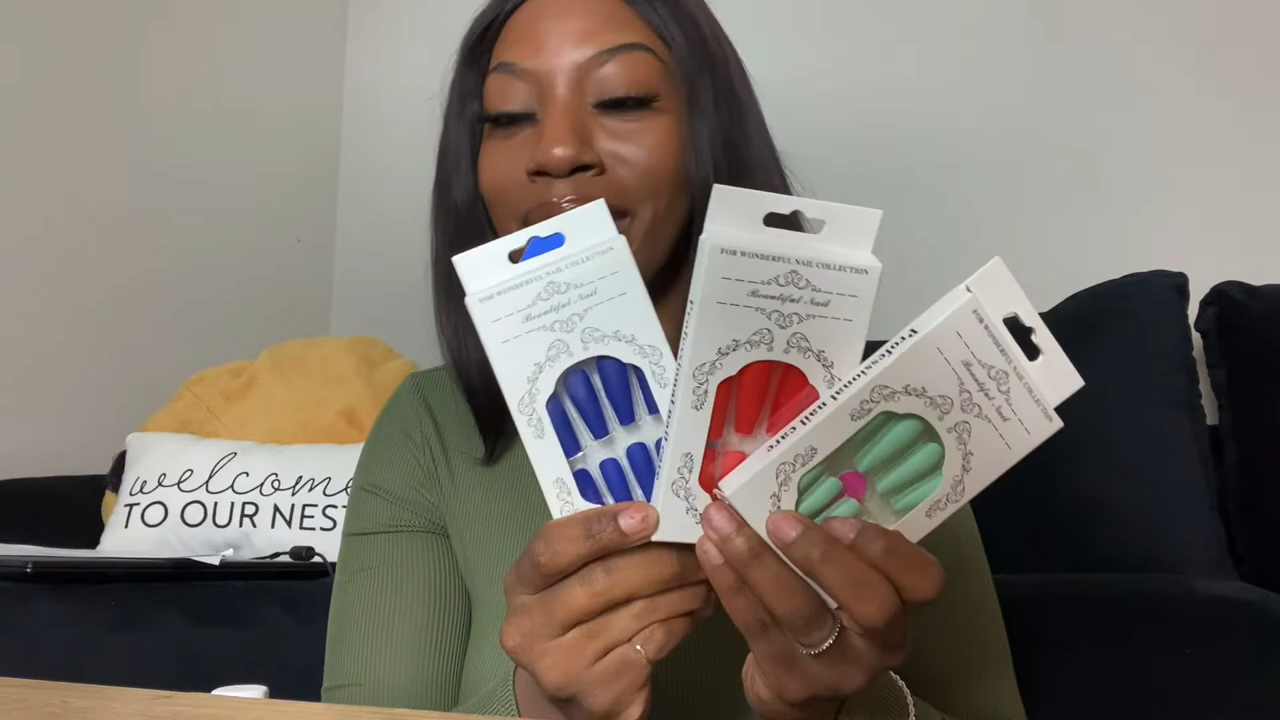 welcome
TO OUR NEST
FOR WONDERFUL NAIL COLLECTION
Beautiful Nail
FOR WONDERFUL NAIL COLLECTION
Beautiful Nail
Professional nail care
FOR WONDERFUL NAIL COLLECTION
Beautiful Nail